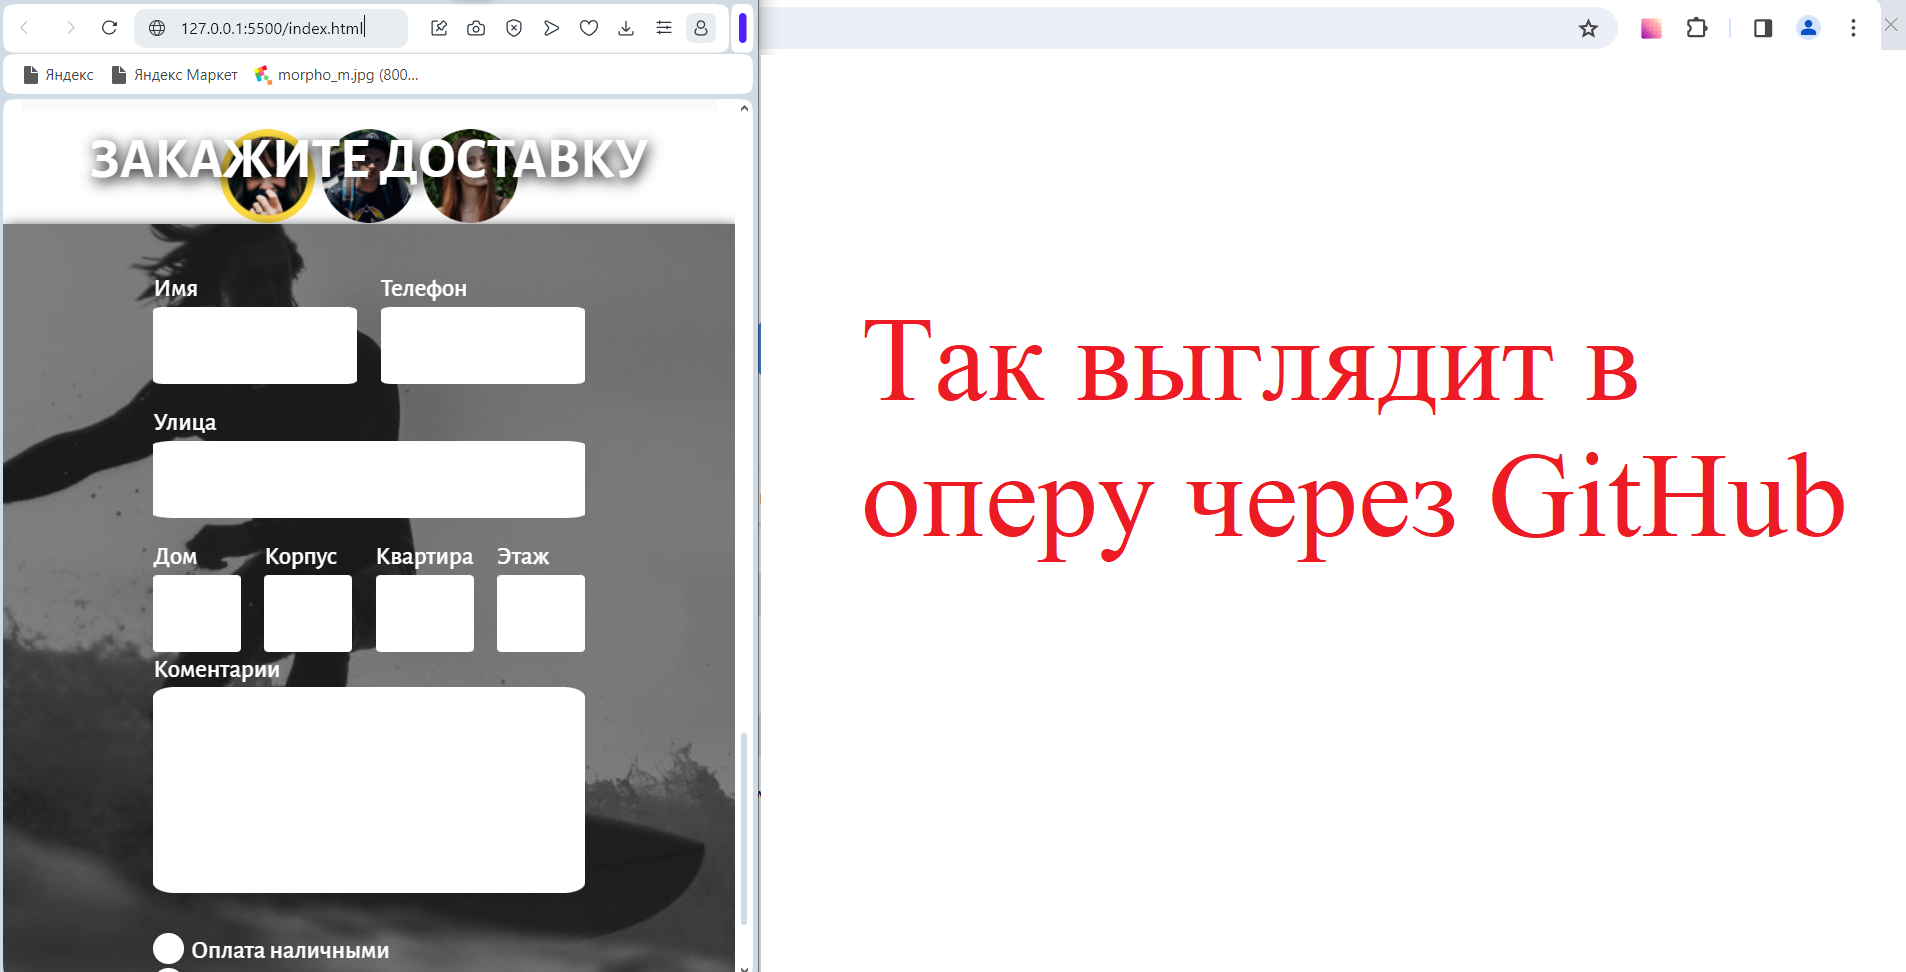 127.0.0.1:5500/index.html
Яндекс
Яндекс Маркет
morpho_m.jpg (800...
ЗАКАЖИТЕ ДОСТАВКУ
Имя
Телефон
Улица
Дом
Корпус
Квартира
Этаж
Коментарии
Оплата наличными
Так выглядит в
оперу через GitHub